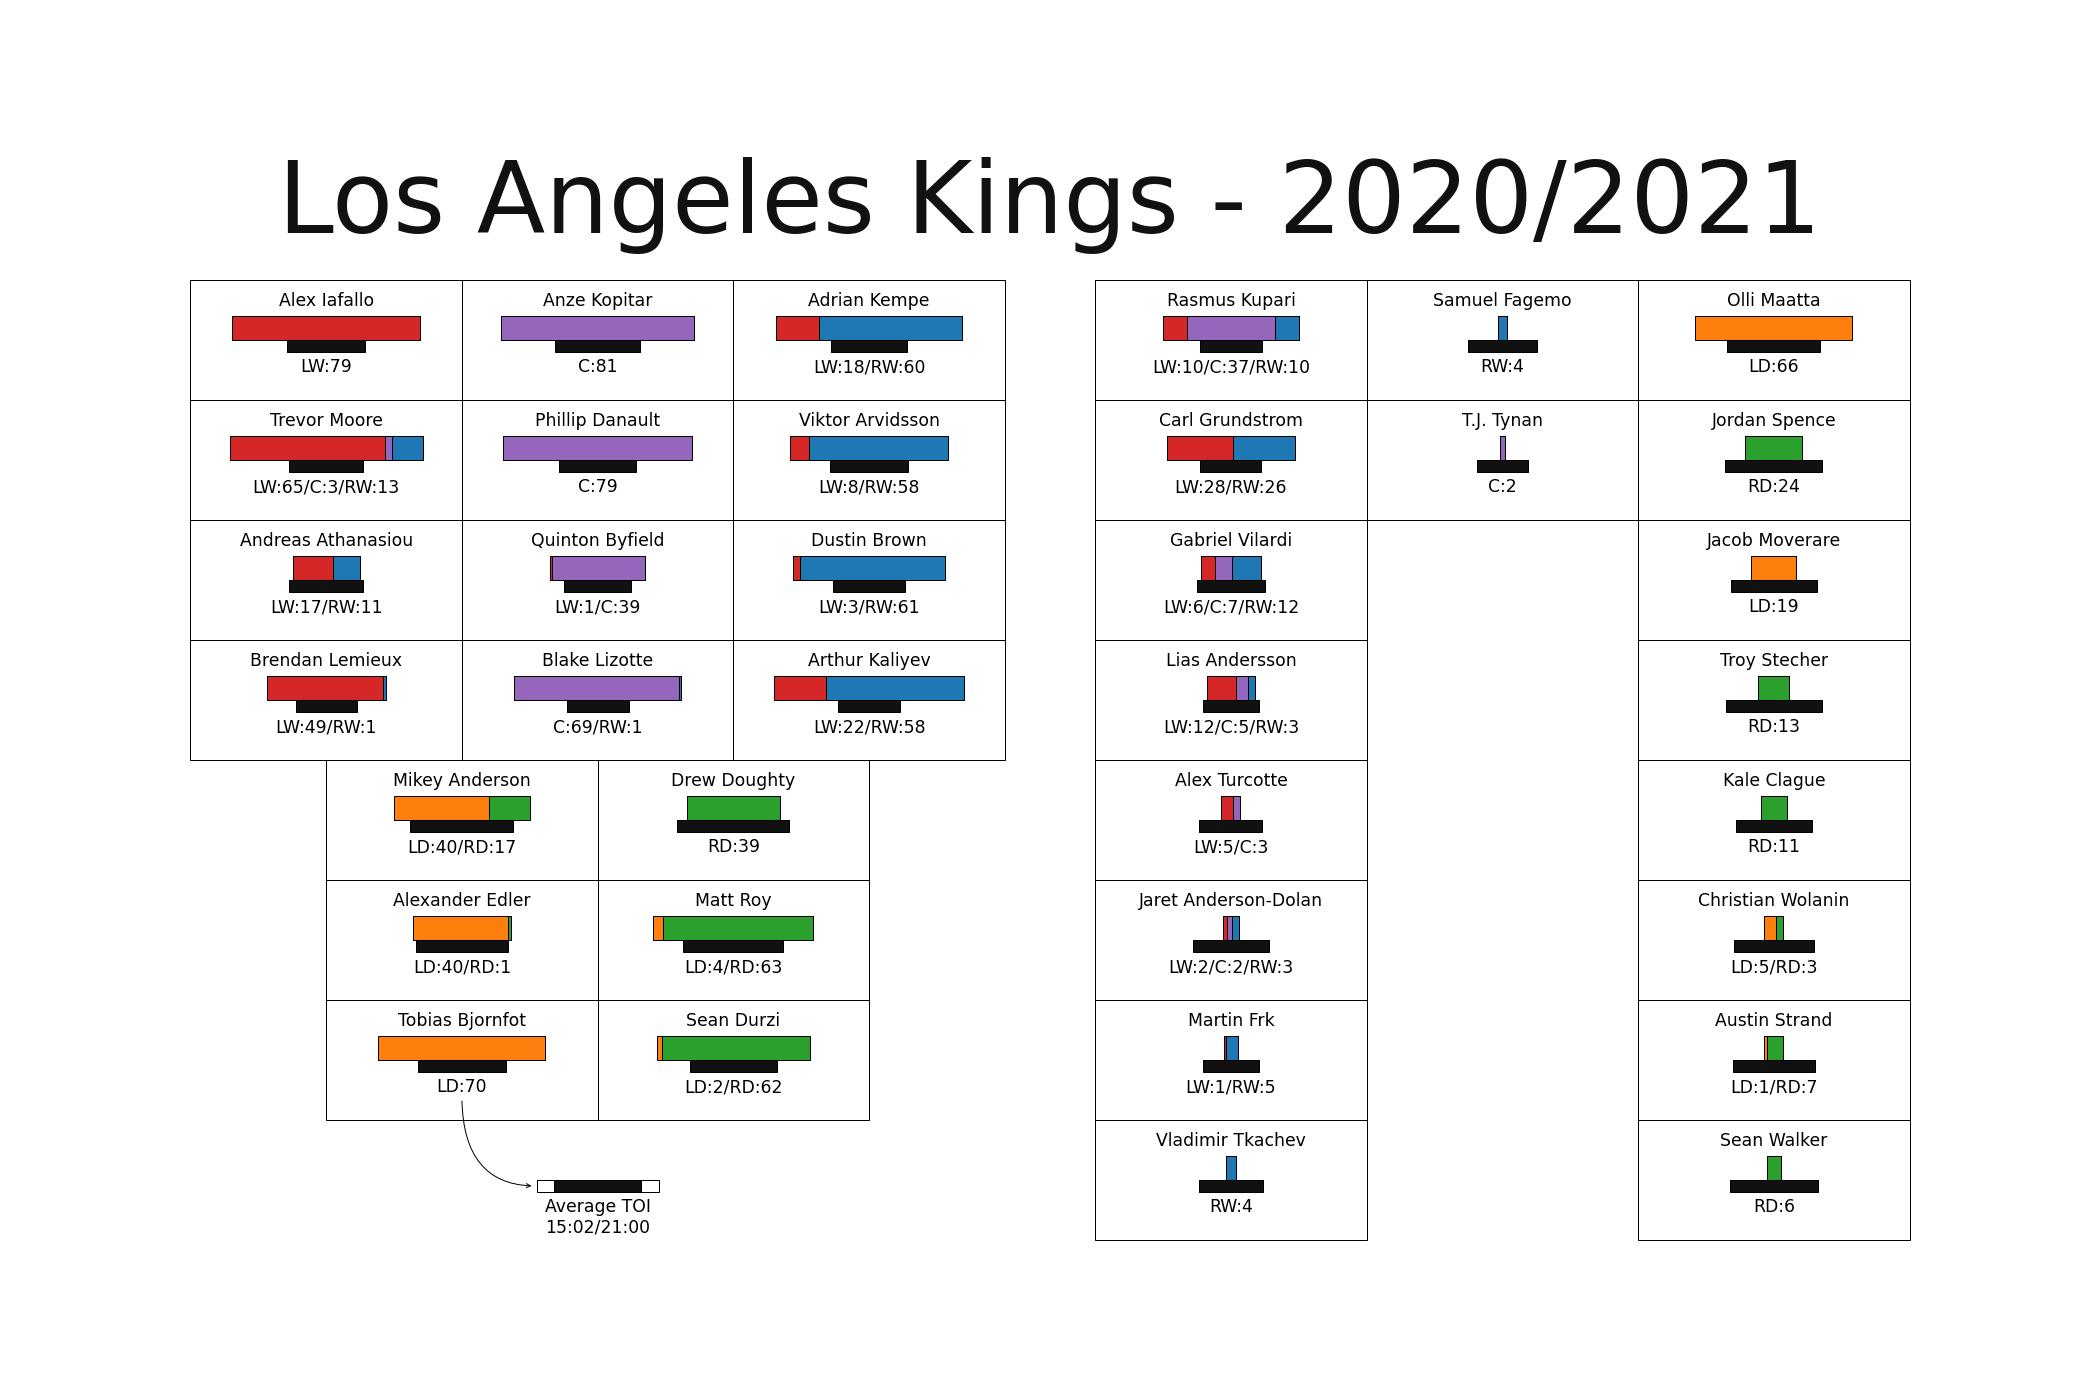 Los Angeles Kings - 2020/2021
Alex Iafallo
LW:79
Anze Kopitar
C:81
Adrian Kempe
LW:18/RW:60
Trevor Moore
LW:65/C:3/RW:13
Phillip Danault
C:79
Viktor Arvidsson
LW:8/RW:58
Andreas Athanasiou
LW:17/RW:11
Quinton Byfield
LW:1/C:39
Dustin Brown
LW:3/RW:61
Brendan Lemieux
LW:49/RW:1
Blake Lizotte
C:69/RW:1
Arthur Kaliyev
LW:22/RW:58
Mikey Anderson
LD:40/RD:17
Drew Doughty
RD:39
Alexander Edler
LD:40/RD:1
Matt Roy
LD:4/RD:63
Tobias Bjornfot
LD:70
Sean Durzi
LD:2/RD:62
Average TOI
15:02/21:00
Rasmus Kupari
LW:10/C:37/RW:10
Samuel Fagemo
RW:4
Olli Maatta
LD:66
Carl Grundstrom
LW:28/RW:26
T.J. Tynan
C:2
Jordan Spence
RD:24
Gabriel Vilardi
LW:6/C:7/RW:12
Jacob Moverare
LD:19
Lias Andersson
LW:12/C:5/RW:3
Troy Stecher
RD:13
Alex Turcotte
LW:5/C:3
Kale Clague
RD:11
Jaret Anderson-Dolan
LW:2/C:2/RW:3
Christian Wolanin
LD:5/RD:3
Martin Frk
LW:1/RW:5
Austin Strand
LD:1/RD:7
Vladimir Tkachev
RW:4
Sean Walker
RD:6